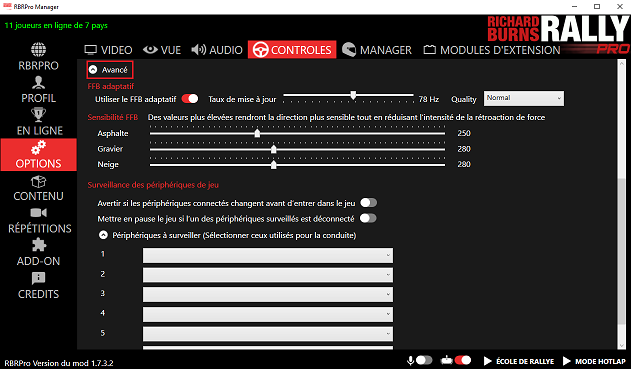 RBRPro Manager
11 joueurs en ligne de 7 pays
RICHARD BURNS RALLY PRO
RBRPRO
PROFIL
EN LIGNE
OPTIONS
CONTENU
RÉPÉTITIONS
ADD-ON
CREDITS
VIDEO VUE AUDIO CONTROLES MANAGER MODULES D'EXTENSION
Avancé
FFB adaptatif
Utiliser le FFB adaptatif Taux de mise à jour 78 Hz Quality Normal
Sensibilité FFB Des valeurs plus élevées rendront la direction plus sensible tout en réduisant l'intensité de la rétroaction de force
Asphalte 250
Gravier 280
Neige 280
Surveillance des périphériques de jeu
Avertir si les périphériques connectés changent avant d'entrer dans le jeu
Mettre en pause le jeu si l'un des périphériques surveillés est déconnecté
Périphériques à surveiller (Sélectionner ceux utilisés pour la conduite)
1
2
3
4
5
RBRPro Version du mod 1.7.3.2
ÉCOLE DE RALLYE MODE HOTLAP